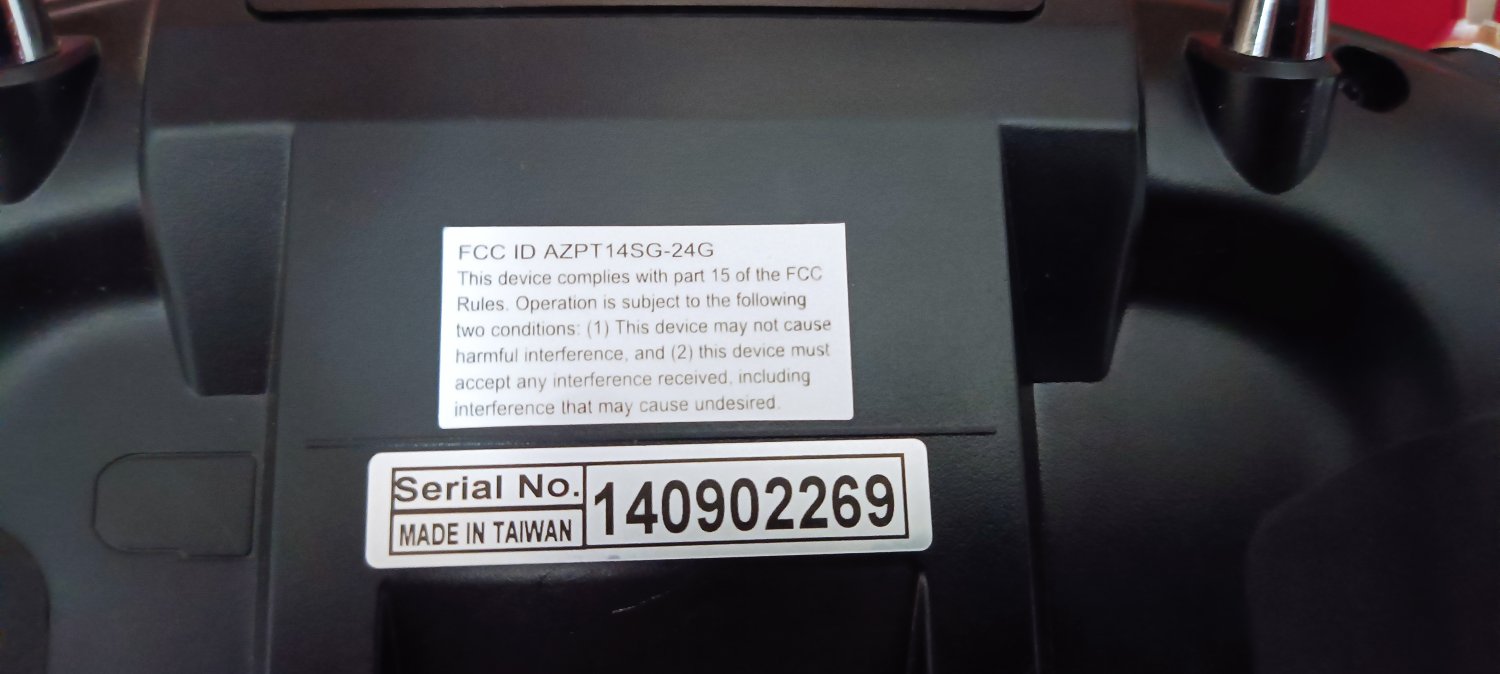 FCC ID AZPT14SG-24G
This device complies with part 15 of the FCC
Rules. Operation is subject to the following
two conditions: (1) This device may not cause
harmful interference, and (2) this device must
accept any interference received, including
interference that may cause undesired.
Serial No.
MADE IN TAIWAN
140902269